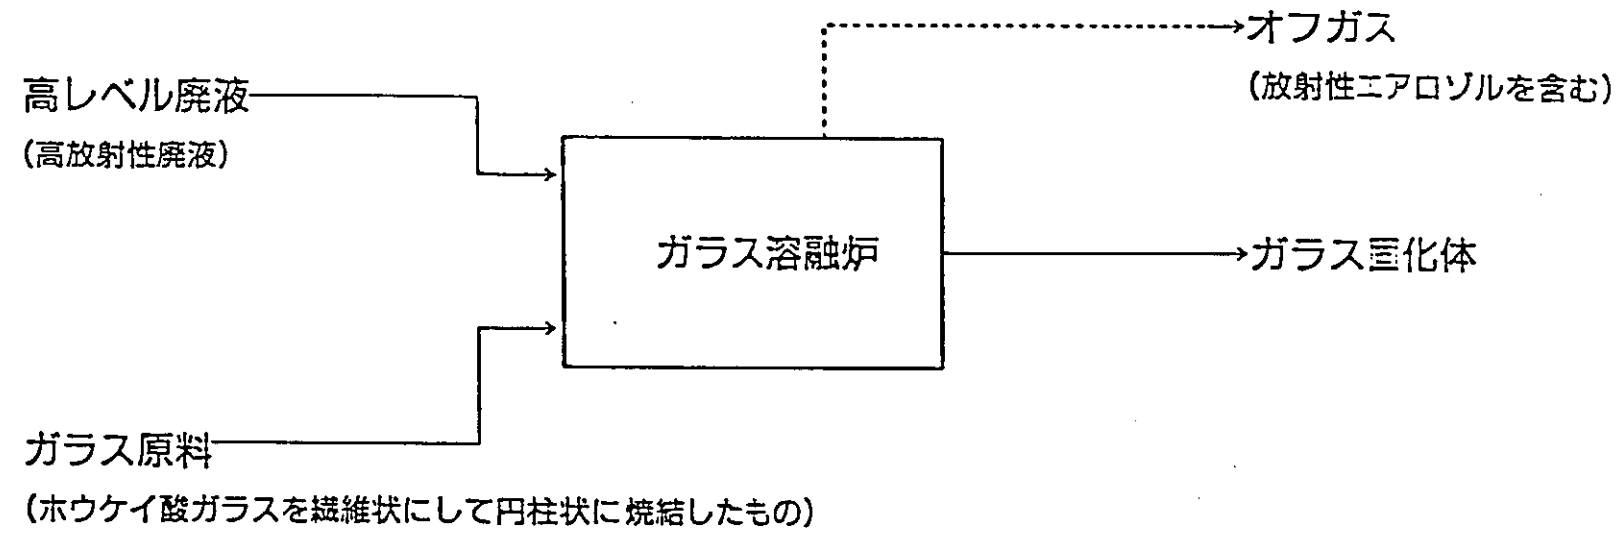 オフガス
(放射性エアロゾルを含む)
高レベル廃液
(高放射性廃液)
ガラス溶融炉
ガラス固化体
ガラス原料
(ホウケイ酸ガラスを繊維状にして円柱状に焼結したもの)